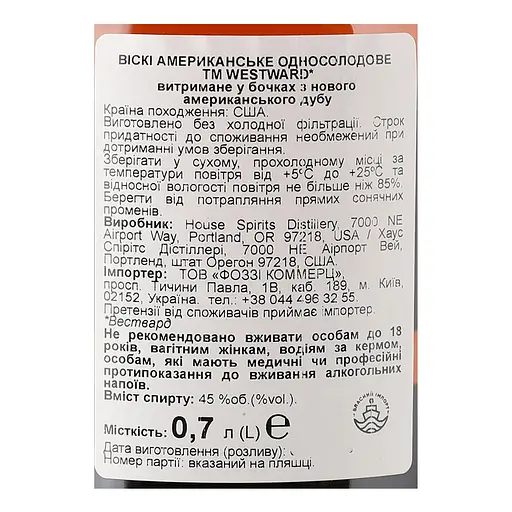 ВІСКІ АМЕРИКАНСЬКЕ ОДНОСОЛОДОВЕ
ТМ WESTWARD*
витримане у бочках з нового
американського дубу
Країна походження: США.
Виготовлено без холодної фільтрації. Строк
придатності до споживання необмежений при
дотриманні умов зберігання.
Зберігати у сухому, прохолодному місці за
температури повітря від +5°С до +25°С та
відносної вологості повітря не більше ніж 85%.
Берегти від потрапляння прямих сонячних
променів.
Виробник: House Spirits Distillery, 7000 NE
Airport Way, Portland, OR 97218, USA / Хаус
Спірітс Дістіллері, 7000 НЕ Аірпорт Вей,
Портленд, штат Орегон 97218, США.
Імпортер: ТОВ «ФОЗЗІ КОММЕРЦ»,
просп. Тичини Павла, 1В, каб. 189, м. Київ,
02152, Україна. тел.: +38 044 496 32 55.
Претензії від споживачів приймає імпортер.
*Вествард
Не рекомендовано вживати особам до 18
років, вагітним жінкам, водіям за кермом,
особам, які мають медичні чи професійні
протипоказання до вживання алкогольних
напоїв.
Вміст спирту: 45 %об.(%vol.).
ВЛАСНИЙ ІМПОРТ
Місткість: 0,7 л (L) e
Дата виготовлення (розливу):
Номер партії: вказаний на пляшці.